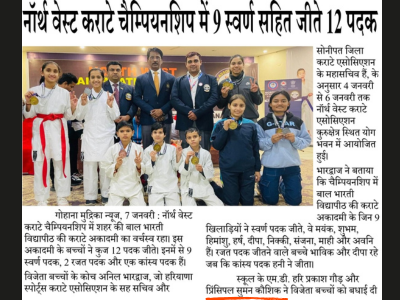 नॉर्थ वेस्ट कराटे चैम्पियनशिप में 9 स्वर्ण सहित जीते 12 पदक
सोनीपत जिला
कराटे एसोसिएशन
के महासचिव हैं, के
अनुसार 4 जनवरी
से 6 जनवरी तक
नॉर्थ वेस्ट कराटे
एसोसिएशन
कुरुक्षेत्र स्थित योग
भवन में आयोजित
हुई।
भारद्वाज ने बताया
कि चैम्पियनशिप में
बाल भारती
विद्यापीठ की कराटे
अकादमी के जिन 9
गोहाना मुद्रिका न्यूज, 7 जनवरी : नॉर्थ वेस्ट
कराटे चैम्पियनशिप में शहर की बाल भारती
विद्यापीठ की कराटे अकादमी का वर्चस्व रहा। इस
अकादमी के बच्चों ने कुल 12 पदक जीते। इनमें से 9
स्वर्ण पदक, 2 रजत पदक और एक कांस्य पदक हैं।
विजेता बच्चों के कोच अनिल भारद्वाज, जो हरियाणा
स्पोर्ट्स कराटे एसोसिएशन के सह सचिव और
खिलाड़ियों ने स्वर्ण पदक जीते, वे मयंक, शुभम,
हिमांशु, हर्ष, दीपा, निक्की, संजना, माही और अवनि
हैं। रजत पदक जीतने वाले बच्चे भाविक और दीपा रहे
जब कि कांस्य पदक हनी ने जीता।
स्कूल के एम.डी. हरि प्रकाश गौड़ और
प्रिंसिपल सुमन कौशिक ने विजेता बच्चों को बधाई दी